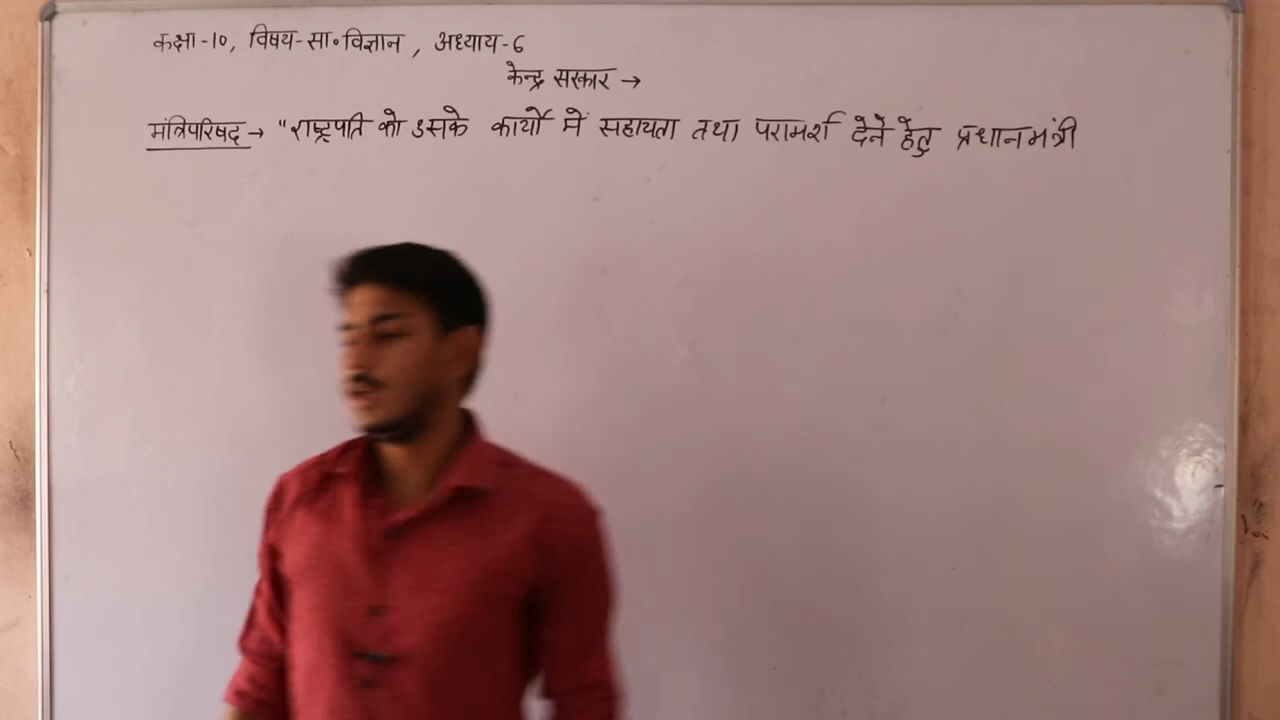 कक्षा-10, विषय-सा॰विज्ञान , अध्याय-6
केन्द्र सरकार →
मंत्रिपरिषद → "राष्ट्रपति को उसके कार्यो में सहायता तथा परामर्श देने हेतु प्रधानमंत्री